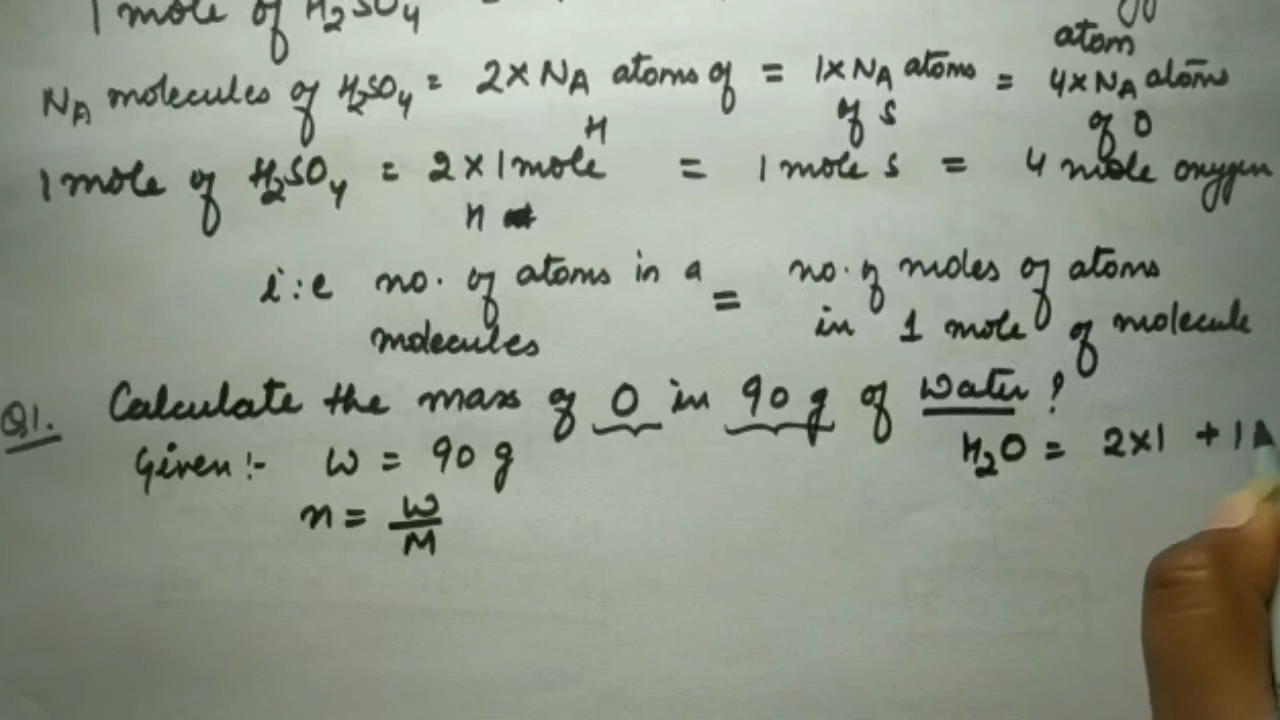 1 mole of H2SO4 =
atom
NA molecules of H2SO4 = 2×NA atoms of H = 1×NA atoms of S = 4×NA atoms of O
1 mole of H2SO4 = 2×1 mole H = 1 mole S = 4 mole oxygen
i:e no. of atoms in a molecules = no. of moles of atoms in 1 mole of molecule
Q1. Calculate the mass of O in 90 g of water?
Given:- W = 90 g
H2O = 2×1 + 1
n = W/M